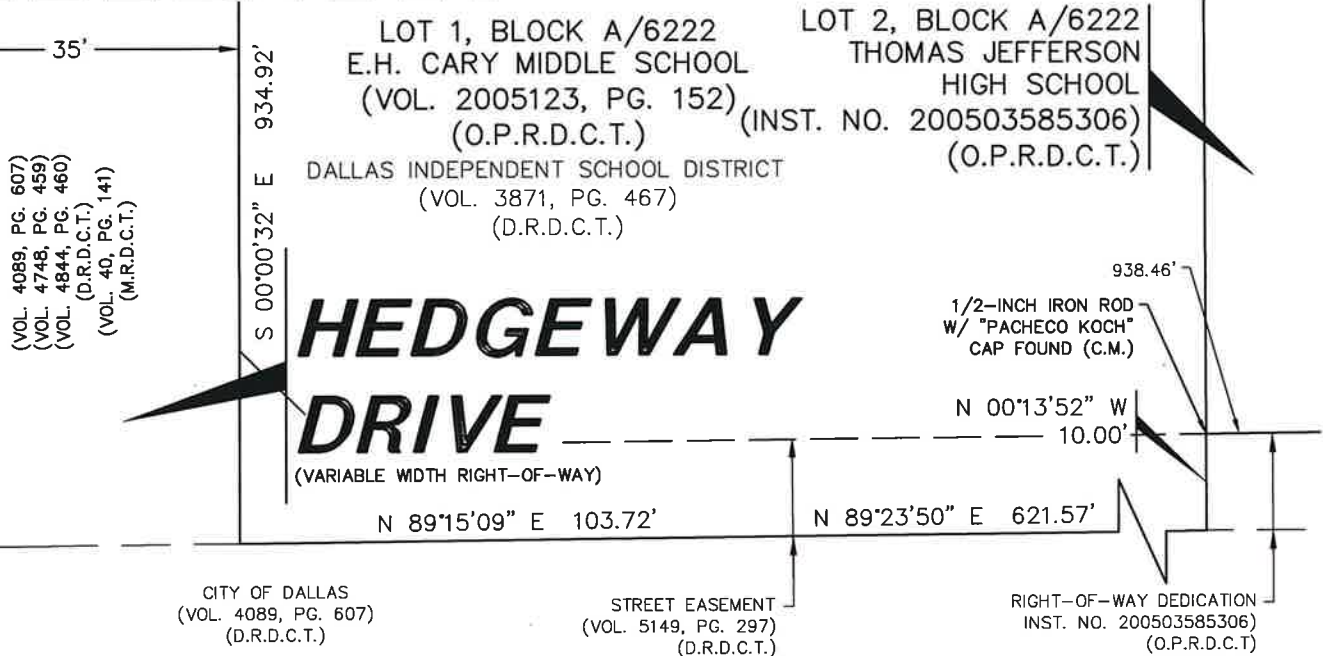 35'
S 00°00'32" E 934.92'
(VOL. 4089, PG. 607)
(VOL. 4748, PG. 459)
(VOL. 4844, PG. 460)
(D.R.D.C.T.)
(VOL. 40, PG. 141)
(M.R.D.C.T.)
LOT 1, BLOCK A/6222
E.H. CARY MIDDLE SCHOOL
(VOL. 2005123, PG. 152)
(O.P.R.D.C.T.)
DALLAS INDEPENDENT SCHOOL DISTRICT
(VOL. 3871, PG. 467)
(D.R.D.C.T.)
LOT 2, BLOCK A/6222
THOMAS JEFFERSON
HIGH SCHOOL
(INST. NO. 200503585306)
(O.P.R.D.C.T.)
938.46'
1/2-INCH IRON ROD
W/ "PACHECO KOCH"
CAP FOUND (C.M.)
HEDGEWAY
DRIVE
(VARIABLE WIDTH RIGHT-OF-WAY)
N 00°13'52" W
10.00'
N 89°15'09" E 103.72'
N 89°23'50" E 621.57'
CITY OF DALLAS
(VOL. 4089, PG. 607)
(D.R.D.C.T.)
STREET EASEMENT
(VOL. 5149, PG. 297)
(D.R.D.C.T.)
RIGHT-OF-WAY DEDICATION
INST. NO. 200503585306)
(O.P.R.D.C.T)